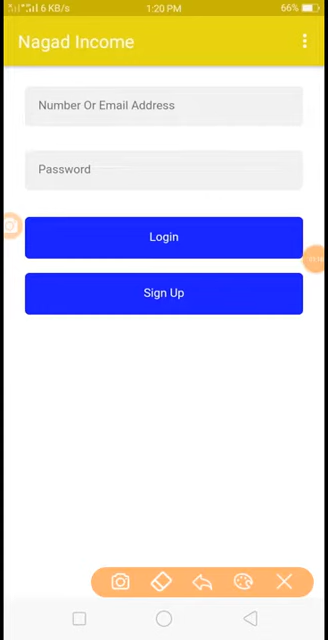 6 KB/s 1:20 PM 66%
Nagad Income
Number Or Email Address
Password
Login
Sign Up